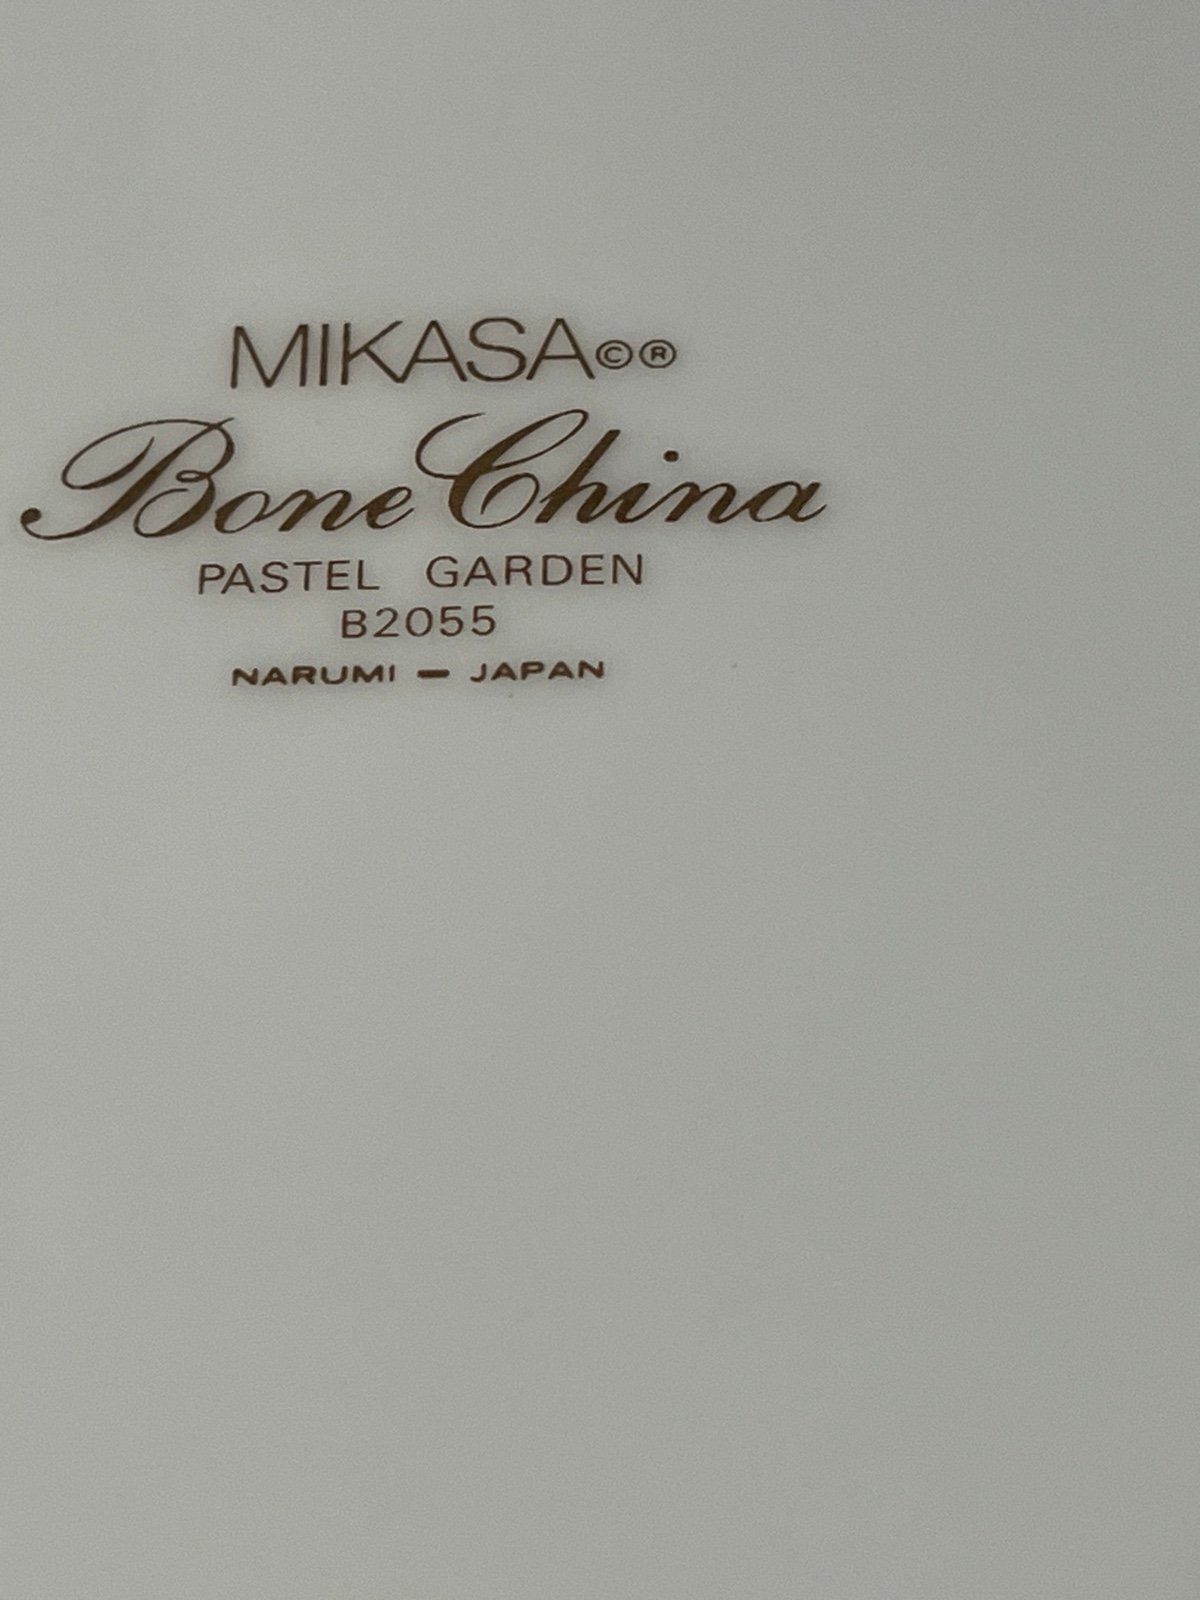 MIKASA©®
Bone China
PASTEL GARDEN
B2055
NARUMI – JAPAN